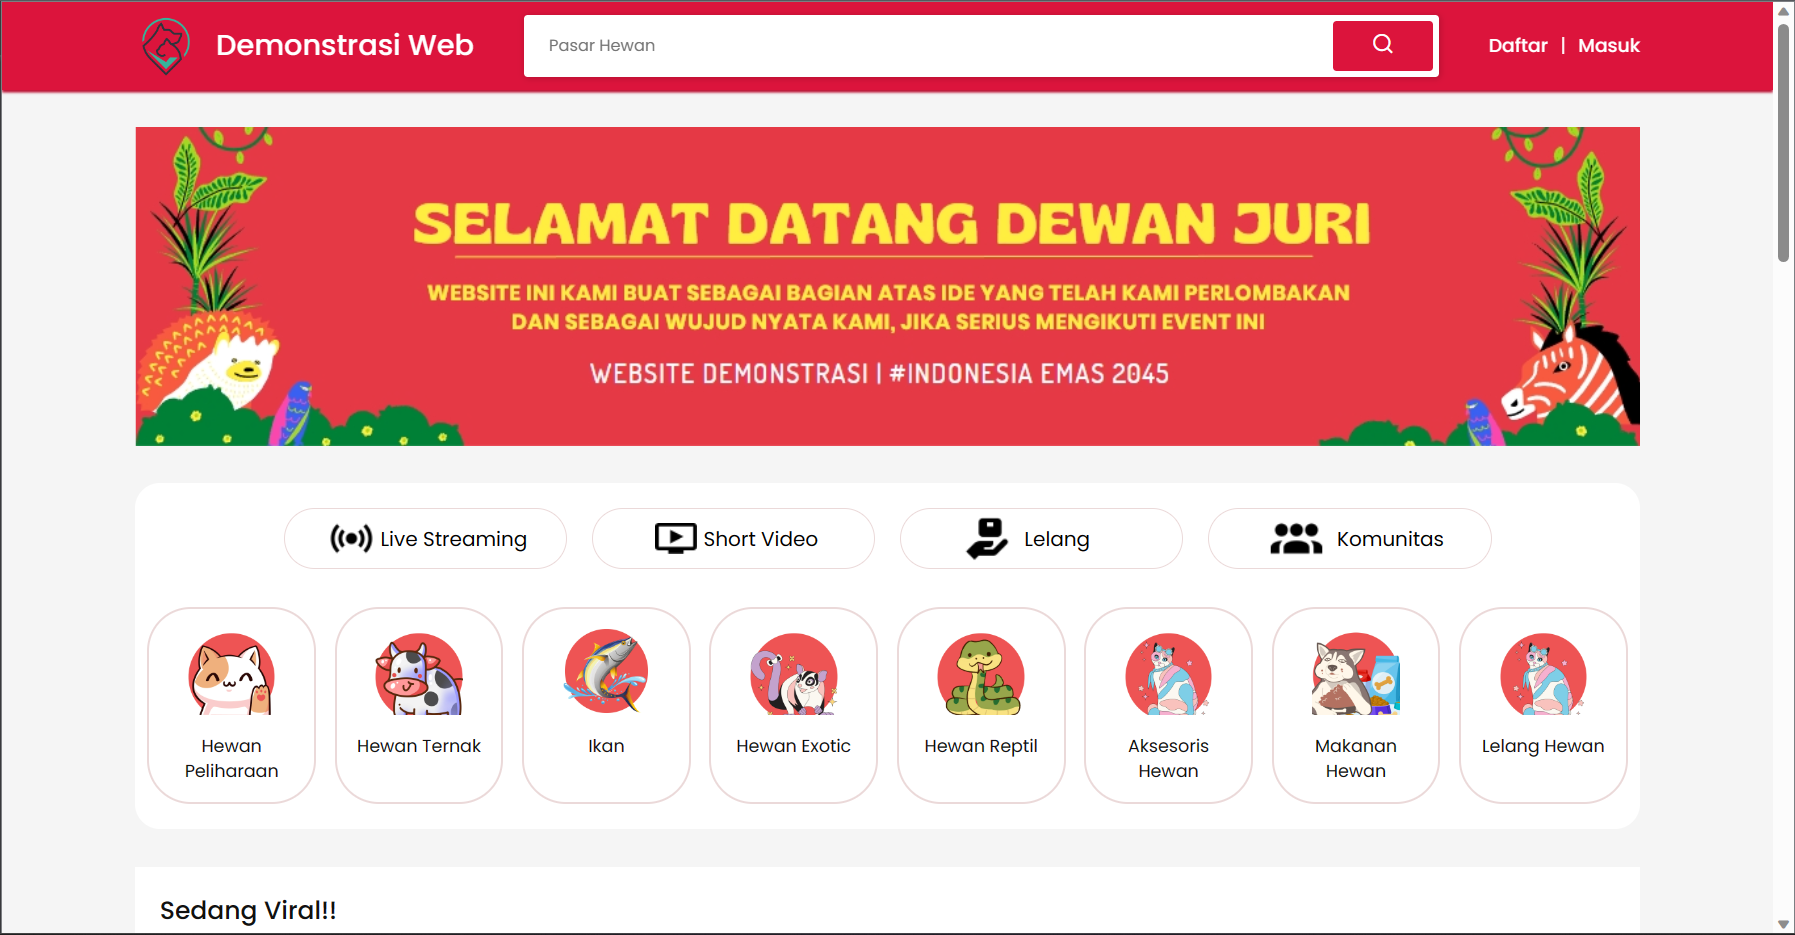 Demonstrasi Web
Pasar Hewan
Daftar | Masuk
SELAMAT DATANG DEWAN JURI
WEBSITE INI KAMI BUAT SEBAGAI BAGIAN ATAS IDE YANG TELAH KAMI PERLOMBAKAN
DAN SEBAGAI WUJUD NYATA KAMI, JIKA SERIUS MENGIKUTI EVENT INI
WEBSITE DEMONSTRASI | #INDONESIA EMAS 2045
Live Streaming
Short Video
Lelang
Komunitas
Hewan
Peliharaan
Hewan Ternak
Ikan
Hewan Exotic
Hewan Reptil
Aksesoris
Hewan
Makanan
Hewan
Lelang Hewan
Sedang Viral!!